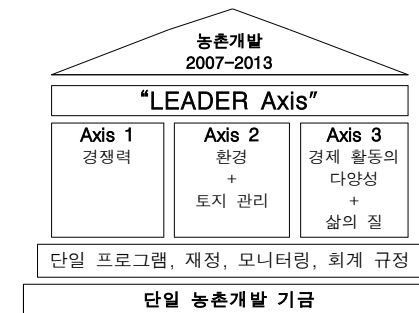 농촌개발
2007-2013
“LEADER Axis”
Axis 1
경쟁력
Axis 2
환경
+
토지 관리
Axis 3
경제 활동의
다양성
+
삶의 질
단일 프로그램, 재정, 모니터링, 회계 규정
단일 농촌개발 기금